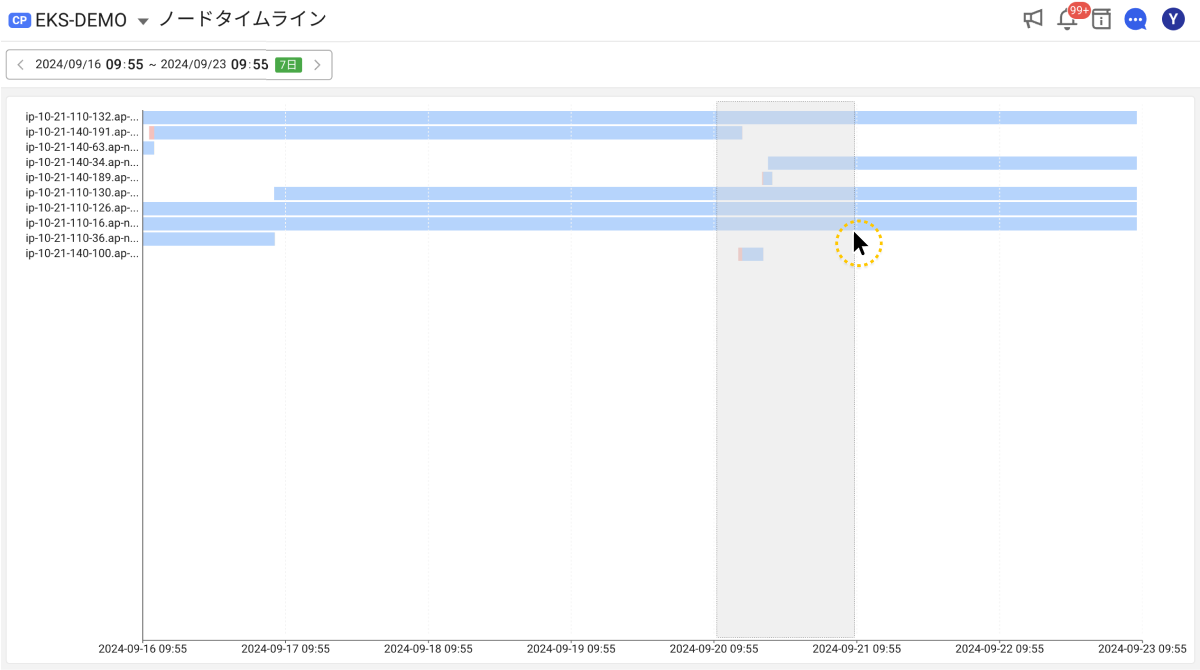 CP EKS-DEMO ノードタイムライン 99+ Y
2024/09/16 09:55 ~ 2024/09/23 09:55 7日
ip-10-21-110-132.ap-...
ip-10-21-140-191.ap-...
ip-10-21-140-63.ap-n...
ip-10-21-140-34.ap-n...
ip-10-21-140-189.ap-...
ip-10-21-110-130.ap-...
ip-10-21-110-126.ap-...
ip-10-21-110-16.ap-n...
ip-10-21-110-36.ap-n...
ip-10-21-140-100.ap-...
2024-09-16 09:55 2024-09-17 09:55 2024-09-18 09:55 2024-09-19 09:55 2024-09-20 09:55 2024-09-21 09:55 2024-09-22 09:55 2024-09-23 09:55